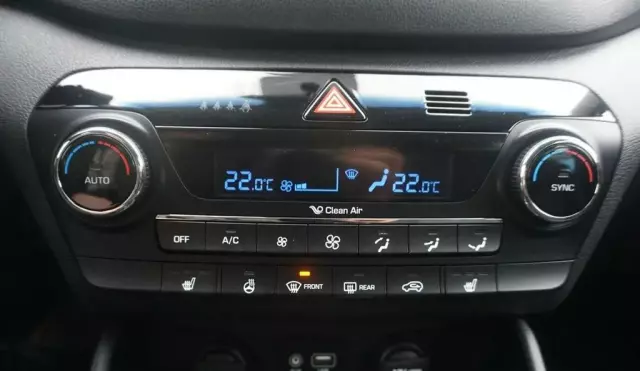 22.0°C 22.0°C
AUTO SYNC
Clean Air
OFF A/C
FRONT REAR